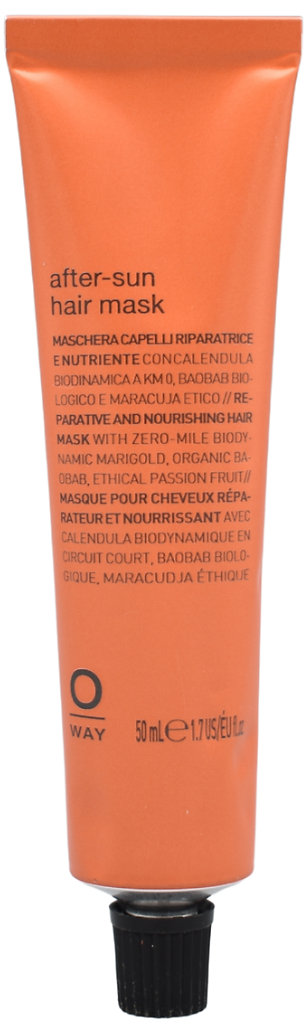 after-sun
hair mask
MASCHERA CAPELLI RIPARATRICE
E NUTRIENTE CON CALENDULA
BIODINAMICA A KM 0, BAOBAB BIO-
LOGICO E MARACUJA ETICO // RE-
PARATIVE AND NOURISHING HAIR
MASK WITH ZERO-MILE BIODY-
NAMIC MARIGOLD, ORGANIC BA-
OBAB, ETHICAL PASSION FRUIT//
MASQUE POUR CHEVEUX RÉPA-
RATEUR ET NOURRISSANT AVEC
CALENDULA BIODYNAMIQUE EN
CIRCUIT COURT, BAOBAB BIOLO-
GIQUE, MARACUDJA ÉTHIQUE
O
WAY
50 mL ℮ 1.7 US/ÉU fl.oz